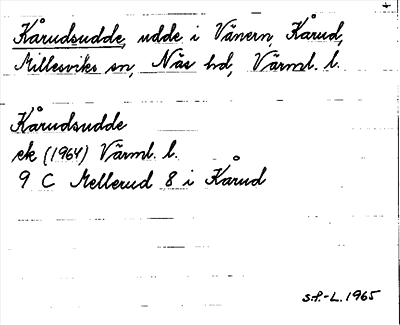 Kårudsudde, udde i Vänern, Kårud,
Millesviks sn, Näs hd, Värml. l.
Kårudsudde
ek (1964) Värml. l.
9 C Mellerud 8 i Kårud
S.F.-L. 1965